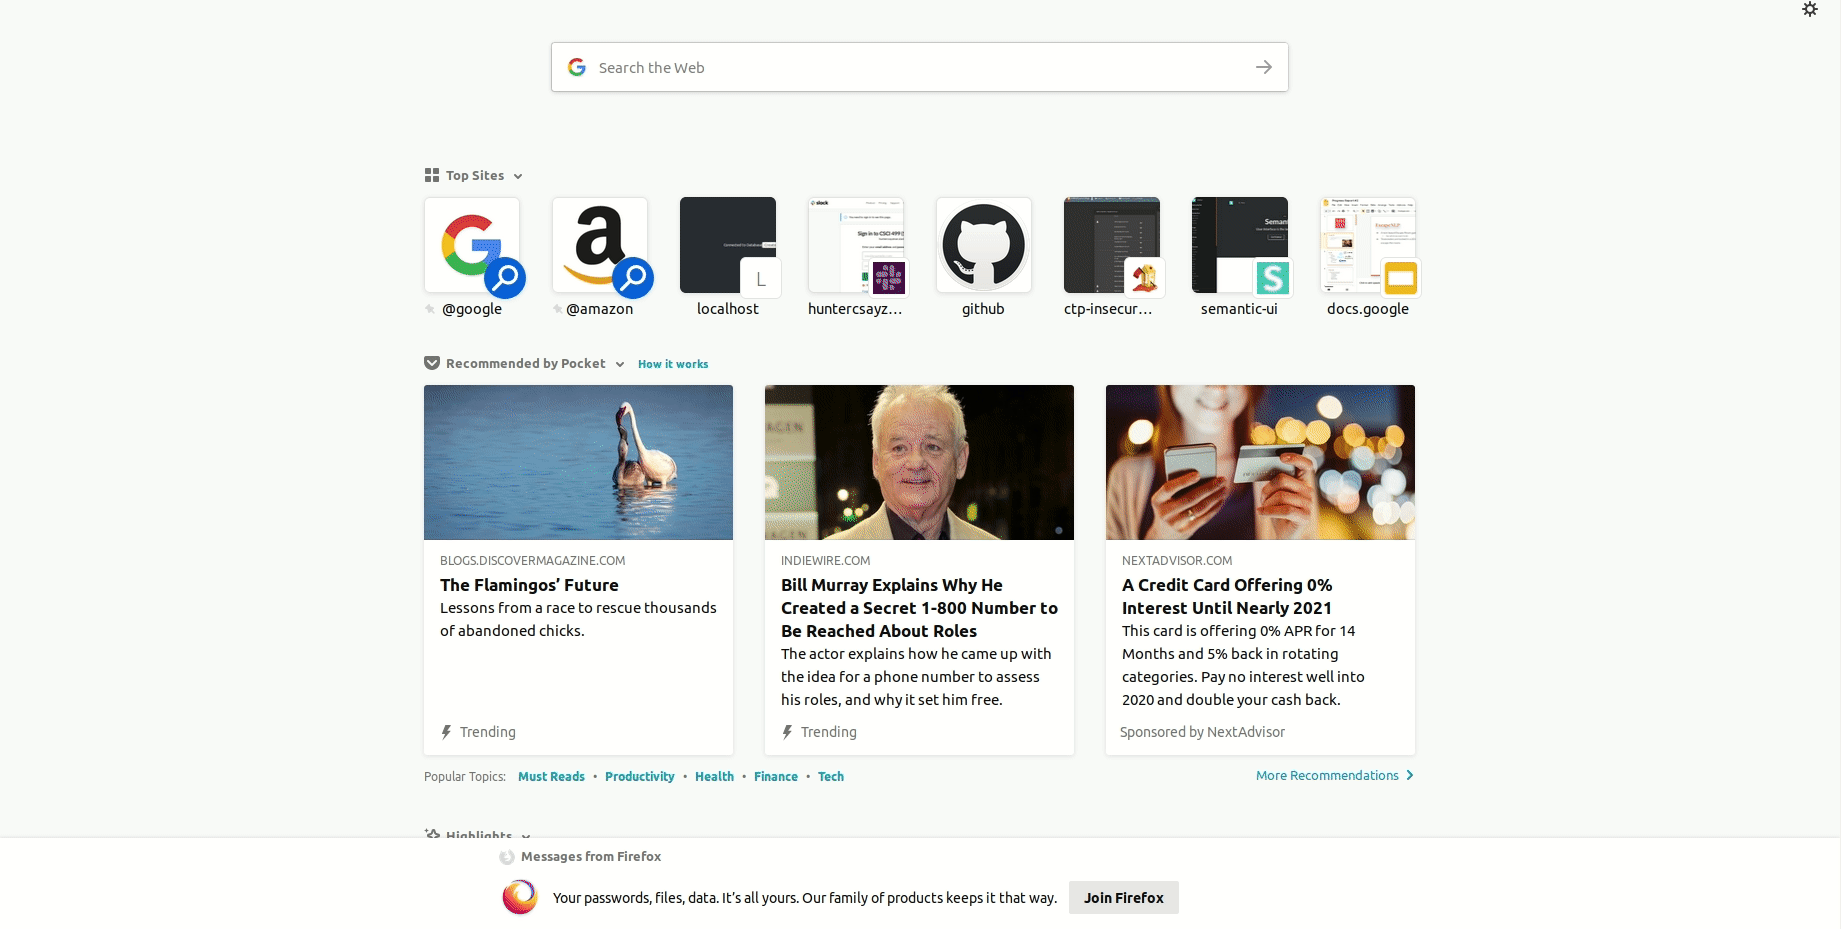 Search the Web
Top Sites
@google
@amazon
L
localhost
slack
Sign in to CSCI 499
huntercsayz...
github
ctp-insecur...
Seman
S
semantic-ui
docs.google
Recommended by Pocket
How it works
BLOGS.DISCOVERMAGAZINE.COM
The Flamingos’ Future
Lessons from a race to rescue thousands
of abandoned chicks.
Trending
INDIEWIRE.COM
Bill Murray Explains Why He
Created a Secret 1-800 Number to
Be Reached About Roles
The actor explains how he came up with
the idea for a phone number to assess
his roles, and why it set him free.
Trending
NEXTADVISOR.COM
A Credit Card Offering 0%
Interest Until Nearly 2021
This card is offering 0% APR for 14
Months and 5% back in rotating
categories. Pay no interest well into
2020 and double your cash back.
Sponsored by NextAdvisor
Popular Topics: Must Reads • Productivity • Health • Finance • Tech
More Recommendations
Highlights
Messages from Firefox
Your passwords, files, data. It’s all yours. Our family of products keeps it that way.
Join Firefox